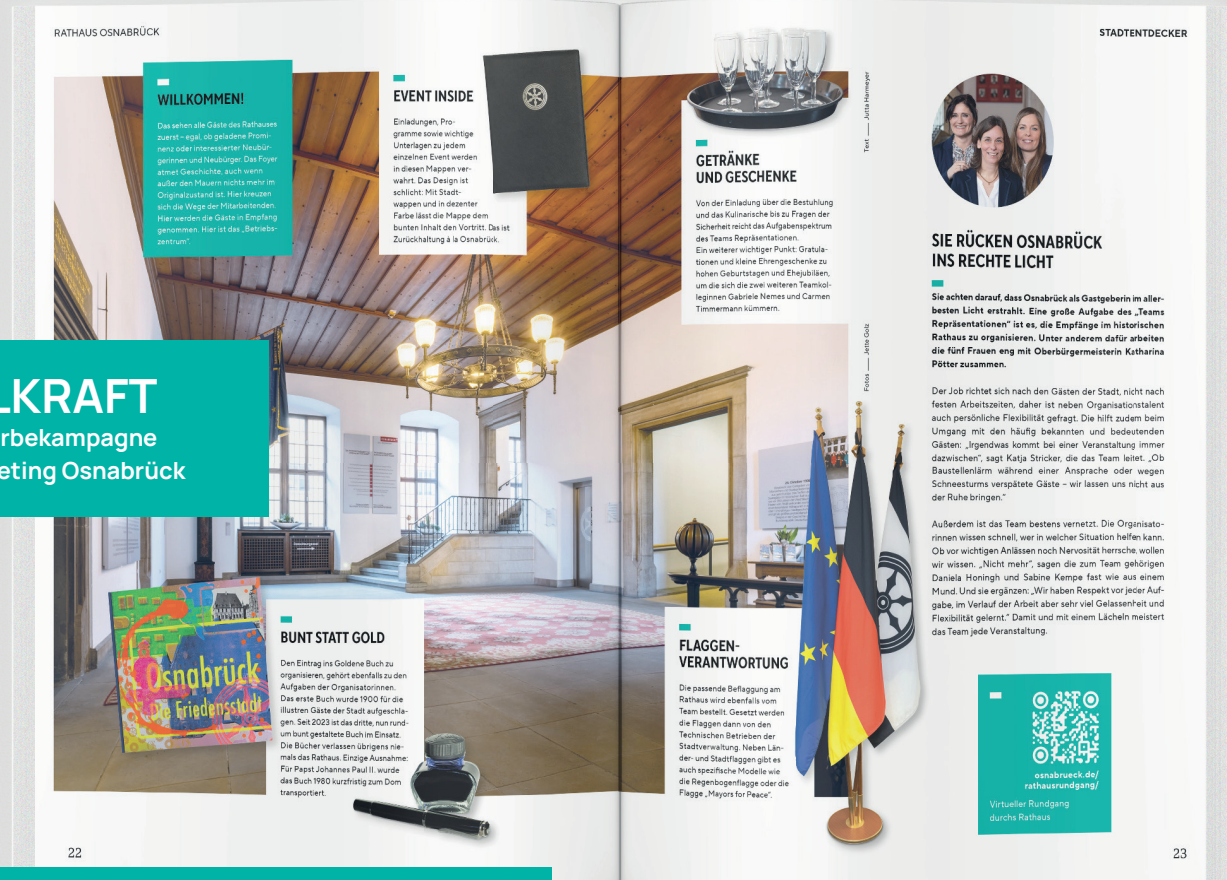 RATHAUS OSNABRÜCK
STADTENTDECKER
WILLKOMMEN!
Das sehen alle Gäste des Rathauses
zuerst – egal, ob geladene Promi-
nenz oder interessierter Neubür-
gerinnen und Neubürger. Das Foyer
atmet Geschichte, auch wenn
außer den Mauern nichts mehr im
Originalzustand ist. Hier kreuzen
sich die Wege der Mitarbeitenden.
Hier werden die Gäste in Empfang
genommen. Hier ist das „Betriebs-
zentrum“.
EVENT INSIDE
Einladungen, Pro-
gramme sowie wichtige
Unterlagen zu jedem
einzelnen Event werden
in diesen Mappen ver-
wahrt. Das Design ist
schlicht: Mit Stadt-
wappen und in dezenter
Farbe lässt die Mappe dem
bunten Inhalt den Vortritt. Das ist
Zurückhaltung à la Osnabrück.
GETRÄNKE
UND GESCHENKE
Von der Einladung über die Bestuhlung
und das Kulinarische bis zu Fragen der
Sicherheit reicht das Aufgabenspektrum
des Teams Repräsentationen.
Ein weiterer wichtiger Punkt: Gratula-
tionen und kleine Ehrengeschenke zu
hohen Geburtstagen und Ehejubiläen,
um die sich die zwei weiteren Teamkol-
leginnen Gabriele Nemes und Carmen
Timmermann kümmern.
Text ___ Jutta Harmeyer
Fotos ___ Jette Golz
LKRAFT
rbekampagne
eting Osnabrück
Osnabrück
Die Friedensstadt
BUNT STATT GOLD
Den Eintrag ins Goldene Buch zu
organisieren, gehört ebenfalls zu den
Aufgaben der Organisatorinnen.
Das erste Buch wurde 1900 für die
illustren Gäste der Stadt aufgeschla-
gen. Seit 2023 ist das dritte, nun rund-
um bunt gestaltete Buch im Einsatz.
Die Bücher verlassen übrigens nie-
mals das Rathaus. Einzige Ausnahme:
Für Papst Johannes Paul II. wurde
das Buch 1980 kurzfristig zum Dom
transportiert.
FLAGGEN-
VERANTWORTUNG
Die passende Beflaggung am
Rathaus wird ebenfalls vom
Team bestellt. Gesetzt werden
die Flaggen dann von den
Technischen Betrieben der
Stadtverwaltung. Neben Län-
der- und Stadtflaggen gibt es
auch spezifische Modelle wie
die Regenbogenflagge oder die
Flagge „Mayors for Peace“.
SIE RÜCKEN OSNABRÜCK
INS RECHTE LICHT
Sie achten darauf, dass Osnabrück als Gastgeberin im aller-
besten Licht erstrahlt. Eine große Aufgabe des „Teams
Repräsentationen“ ist es, die Empfänge im historischen
Rathaus zu organisieren. Unter anderem dafür arbeiten
die fünf Frauen eng mit Oberbürgermeisterin Katharina
Pötter zusammen.
Der Job richtet sich nach den Gästen der Stadt, nicht nach
festen Arbeitszeiten, daher ist neben Organisationstalent
auch persönliche Flexibilität gefragt. Die hilft zudem beim
Umgang mit den häufig bekannten und bedeutenden
Gästen: „Irgendwas kommt bei einer Veranstaltung immer
dazwischen“, sagt Katja Stricker, die das Team leitet. „Ob
Baustellenlärm während einer Ansprache oder wegen
Schneesturms verspätete Gäste – wir lassen uns nicht aus
der Ruhe bringen.“
Außerdem ist das Team bestens vernetzt. Die Organisato-
rinnen wissen schnell, wer in welcher Situation helfen kann.
Ob vor wichtigen Anlässen noch Nervosität herrsche, wollen
wir wissen. „Nicht mehr“, sagen die zum Team gehörigen
Daniela Honingh und Sabine Kempe fast wie aus einem
Mund. Und sie ergänzen: „Wir haben Respekt vor jeder Auf-
gabe, im Verlauf der Arbeit aber sehr viel Gelassenheit und
Flexibilität gelernt.“ Damit und mit einem Lächeln meistert
das Team jede Veranstaltung.
osnabrueck.de/
rathausrundgang/
Virtueller Rundgang
durchs Rathaus
22
23